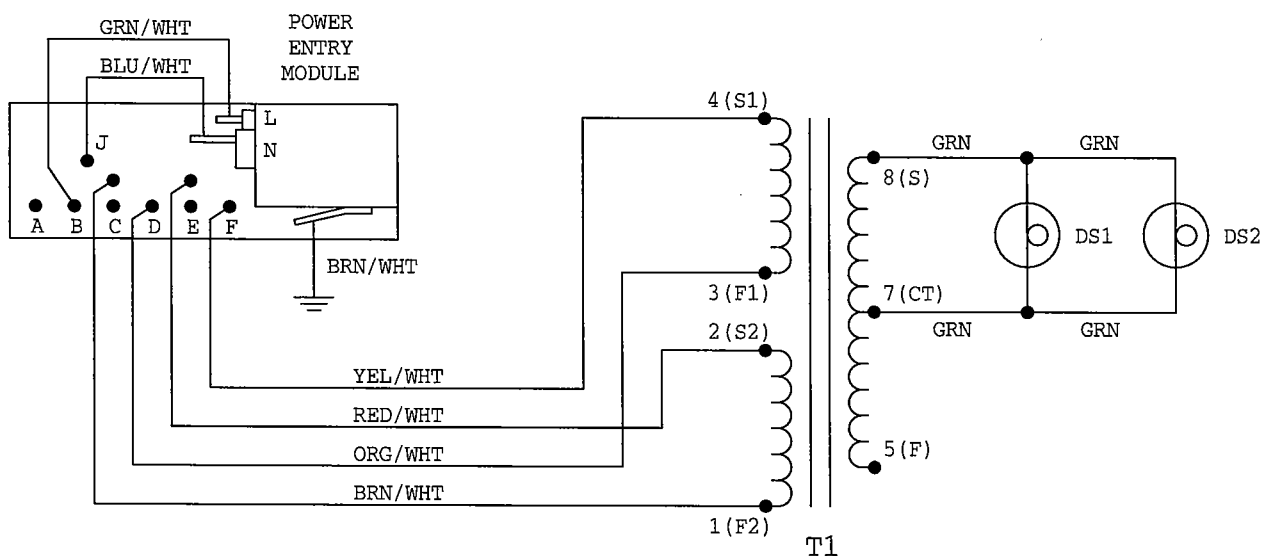 GRN/WHT
POWER
ENTRY
MODULE
BLU/WHT
L
J
N
A
B
C
D
E
F
BRN/WHT
4(S1)
3(F1)
2(S2)
1(F2)
YEL/WHT
RED/WHT
ORG/WHT
BRN/WHT
T1
8(S)
7(CT)
5(F)
GRN
GRN
DS1
DS2
GRN
GRN